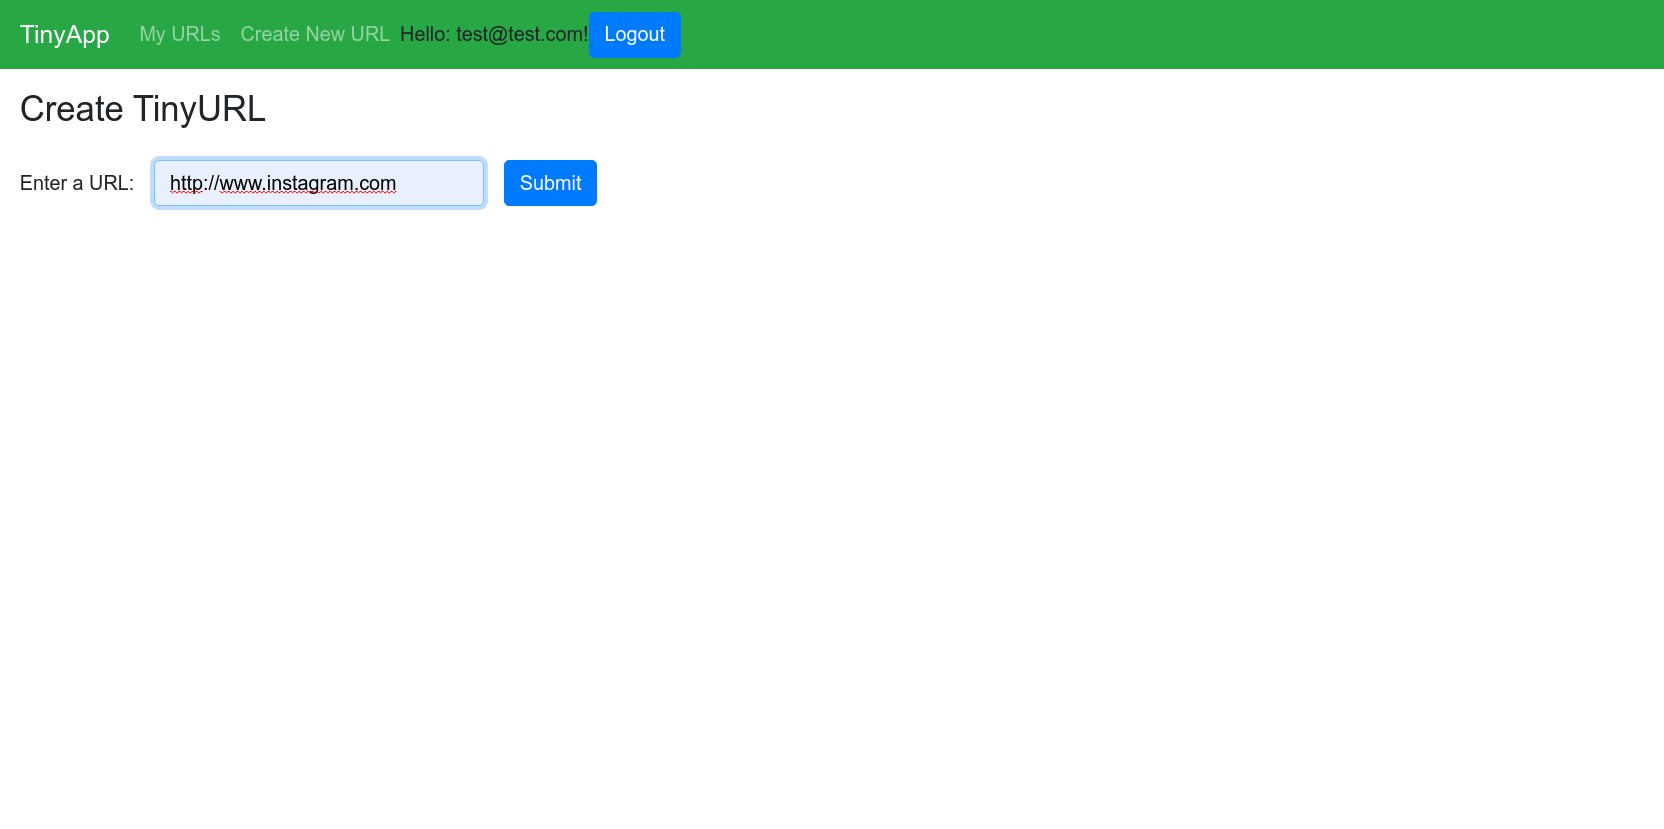 TinyApp My URLs Create New URL Hello: test@test.com! Logout
Create TinyURL
Enter a URL: http://www.instagram.com Submit